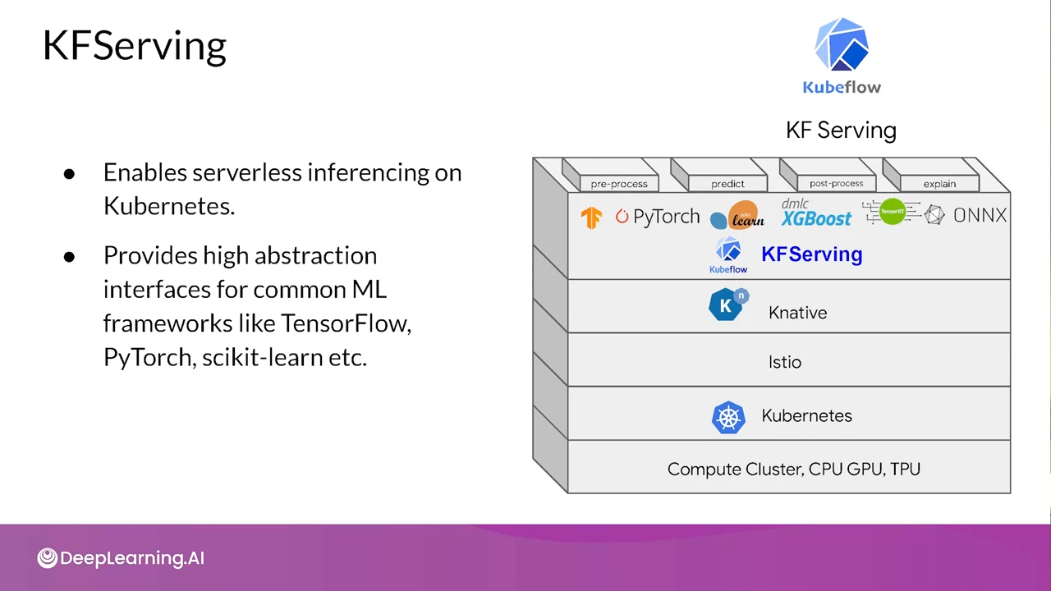 KFServing
Kubeflow
KF Serving
● Enables serverless inferencing on
Kubernetes.
● Provides high abstraction
interfaces for common ML
frameworks like TensorFlow,
PyTorch, scikit-learn etc.
pre-process predict post-process explain
PyTorch learn dmlc XGBoost TensorRT ONNX
Kubeflow KFServing
K n Knative
Istio
Kubernetes
Compute Cluster, CPU GPU, TPU
DeepLearning.AI